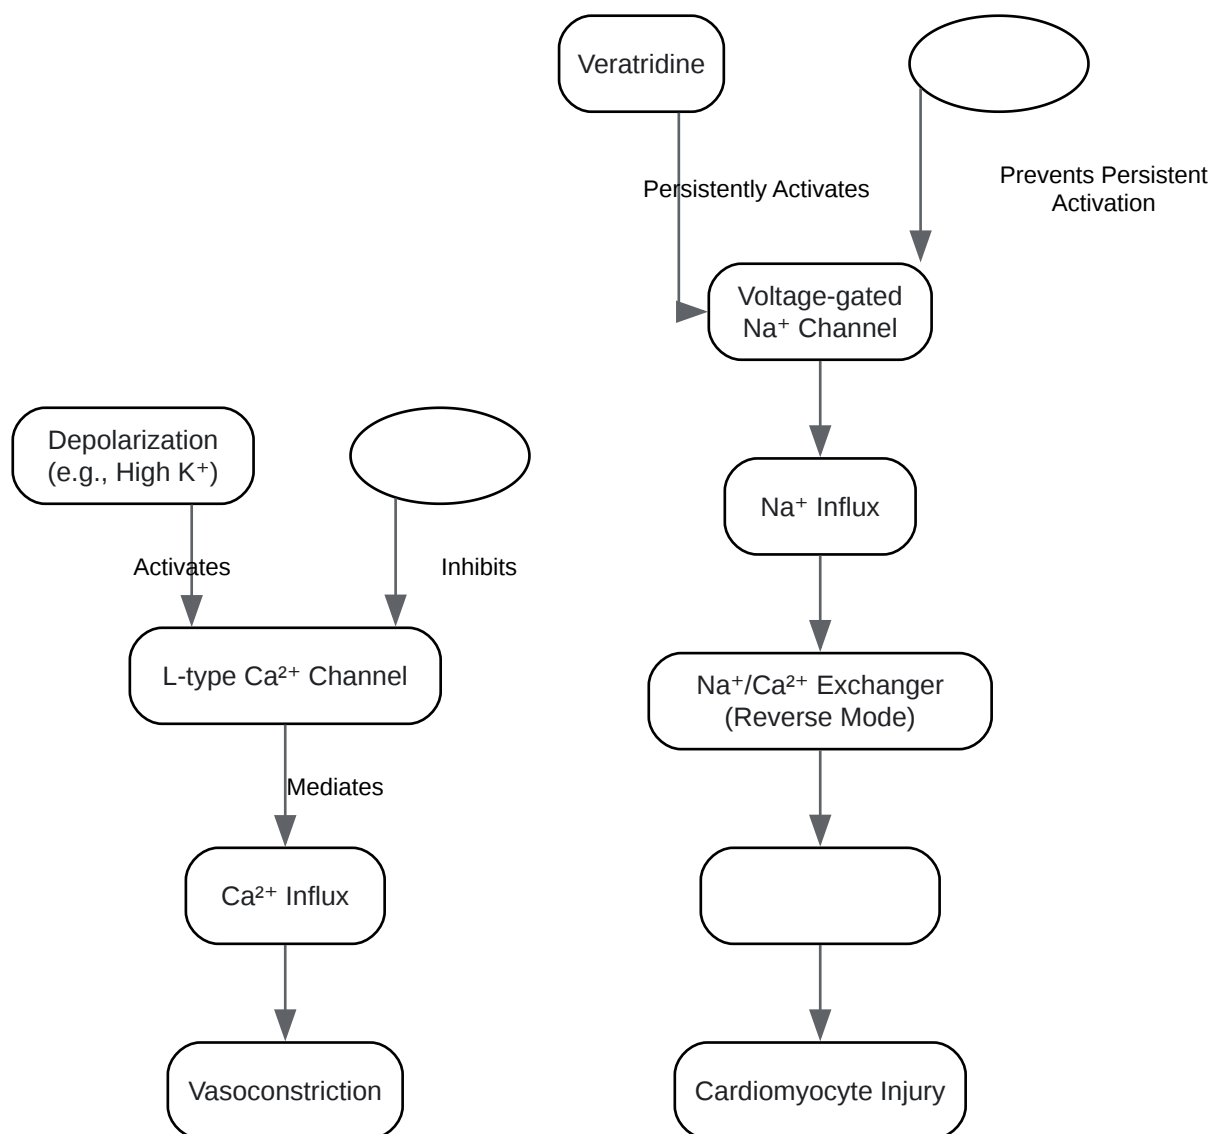 Veratridine
Persistently Activates
Prevents Persistent
Activation
Voltage-gated
Na⁺ Channel
Depolarization
(e.g., High K⁺)
Na⁺ Influx
Activates
Inhibits
L-type Ca²⁺ Channel
Na⁺/Ca²⁺ Exchanger
(Reverse Mode)
Mediates
Ca²⁺ Influx
Vasoconstriction
Cardiomyocyte Injury